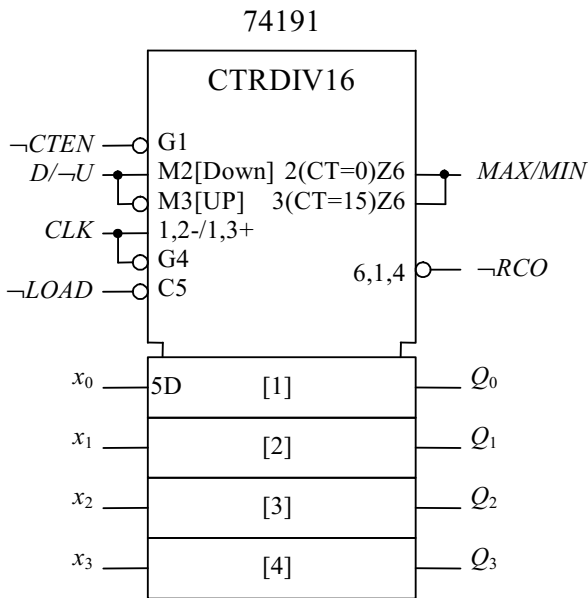 74191
CTRDIV16
¬CTEN G1
D/¬U M2[Down] 2(CT=0)Z6 MAX/MIN
M3[UP] 3(CT=15)Z6
CLK 1,2-/1,3+
G4 6,1,4 ¬RCO
¬LOAD C5
x0 5D [1] Q0
x1 [2] Q1
x2 [3] Q2
x3 [4] Q3